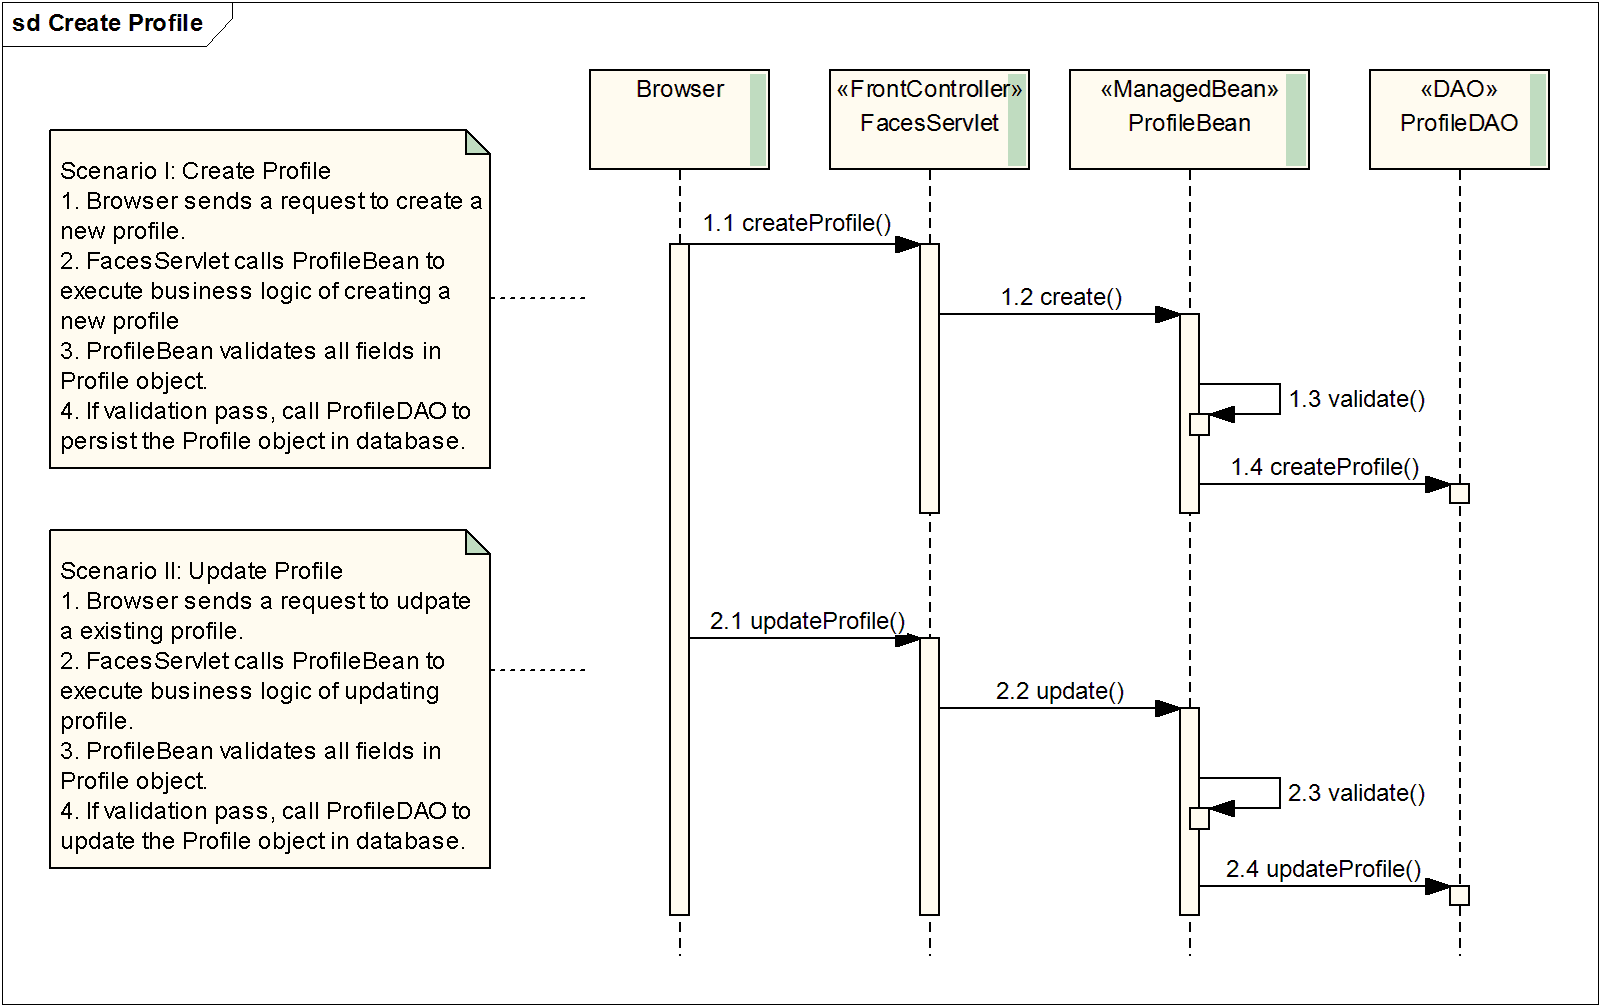 sd Create Profile
Browser
«FrontController»
FacesServlet
«ManagedBean»
ProfileBean
«DAO»
ProfileDAO
Scenario I: Create Profile
1. Browser sends a request to create a
new profile.
2. FacesServlet calls ProfileBean to
execute business logic of creating a
new profile
3. ProfileBean validates all fields in
Profile object.
4. If validation pass, call ProfileDAO to
persist the Profile object in database.
1.1 createProfile()
1.2 create()
1.3 validate()
1.4 createProfile()
Scenario II: Update Profile
1. Browser sends a request to udpate
a existing profile.
2. FacesServlet calls ProfileBean to
execute business logic of updating
profile.
3. ProfileBean validates all fields in
Profile object.
4. If validation pass, call ProfileDAO to
update the Profile object in database.
2.1 updateProfile()
2.2 update()
2.3 validate()
2.4 updateProfile()